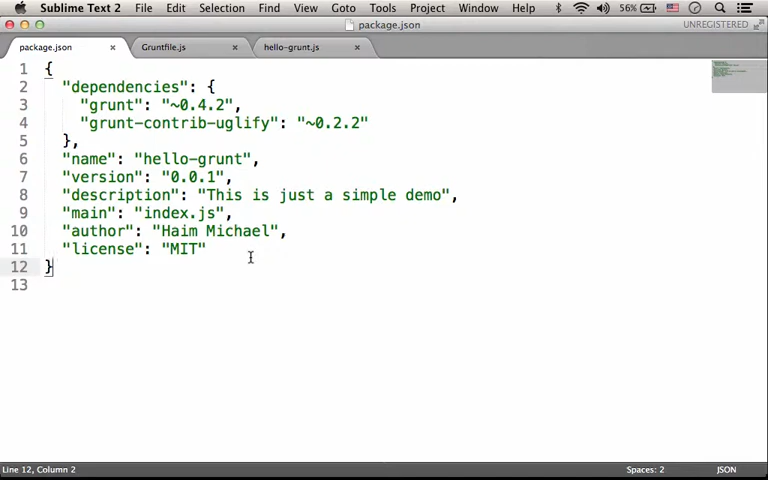 Sublime Text 2 File Edit Selection Find View Goto Tools Project Window Help 56%
package.json UNREGISTERED
package.json × Gruntfile.js × hello-grunt.js ×
1 {
2 "dependencies": {
3 "grunt": "~0.4.2",
4 "grunt-contrib-uglify": "~0.2.2"
5 },
6 "name": "hello-grunt",
7 "version": "0.0.1",
8 "description": "This is just a simple demo",
9 "main": "index.js",
10 "author": "Haim Michael",
11 "license": "MIT"
12 }
13
Line 12, Column 2 Spaces: 2 JSON